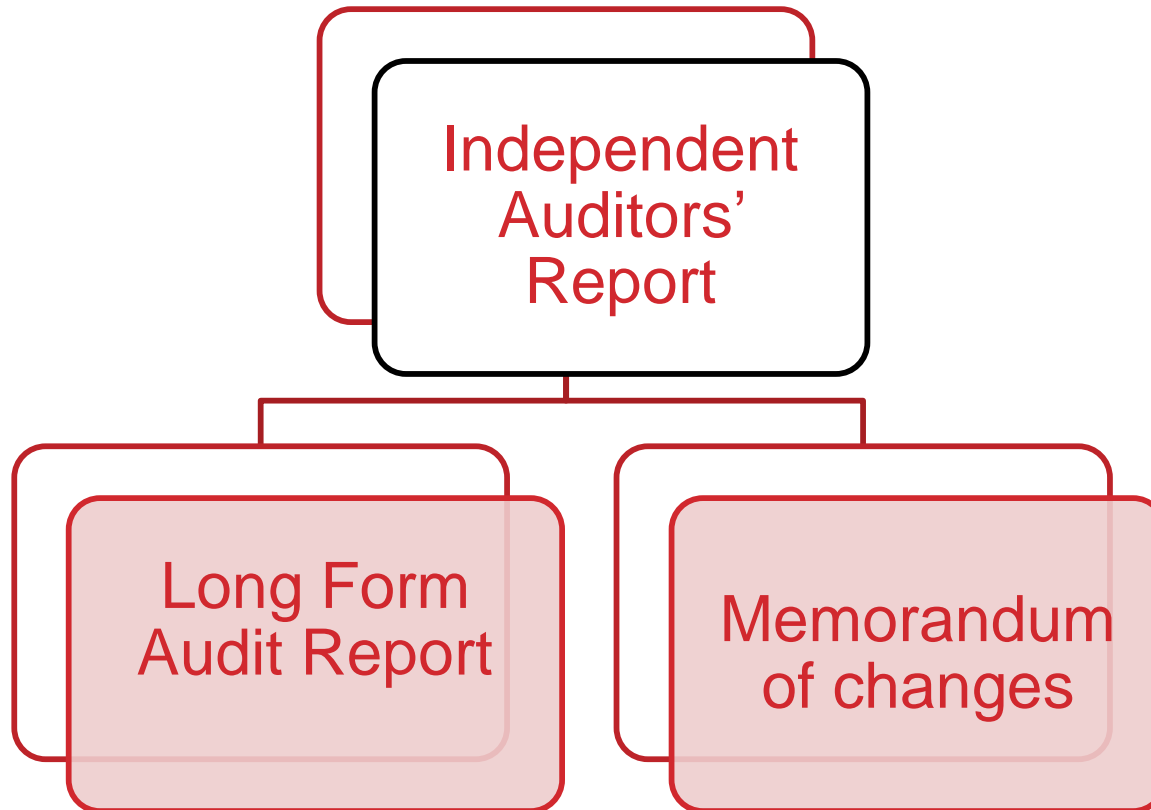 Independent
Auditors’
Report
Long Form
Audit Report
Memorandum
of changes